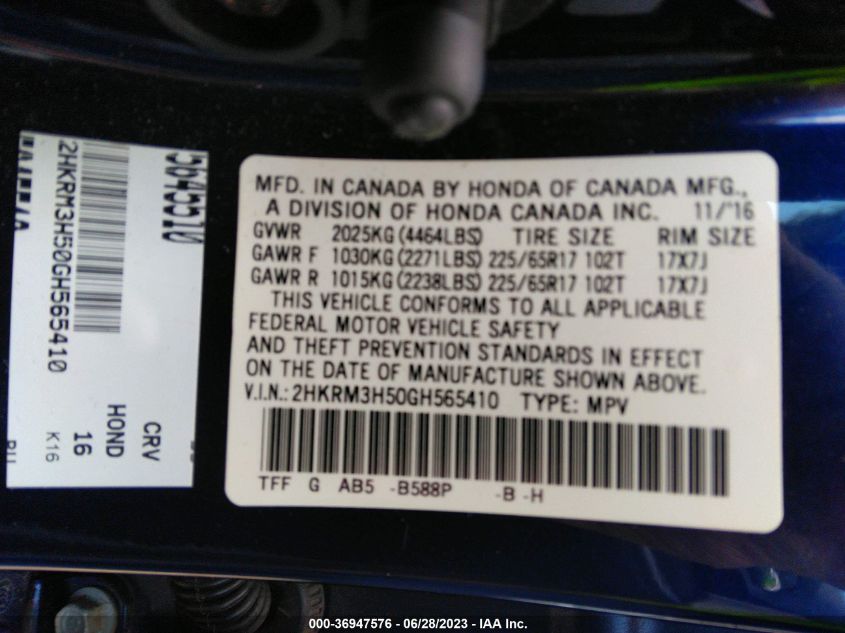 MFD. IN CANADA BY HONDA OF CANADA MFG.,
A DIVISION OF HONDA CANADA INC. 11/'16
GVWR 2025KG (4464LBS) TIRE SIZE RIM SIZE
GAWR F 1030KG (2271LBS) 225/65R17 102T 17X7J
GAWR R 1015KG (2238LBS) 225/65R17 102T 17X7J
THIS VEHICLE CONFORMS TO ALL APPLICABLE
FEDERAL MOTOR VEHICLE SAFETY
AND THEFT PREVENTION STANDARDS IN EFFECT
ON THE DATE OF MANUFACTURE SHOWN ABOVE.
V.I.N.: 2HKRM3H50GH565410 TYPE: MPV
TFF G AB5 -B588P -B -H
2HKRM3H50GH565410
CRV
HOND
16
K16
000-36947576 / 06/28/2023 - IAA Inc.